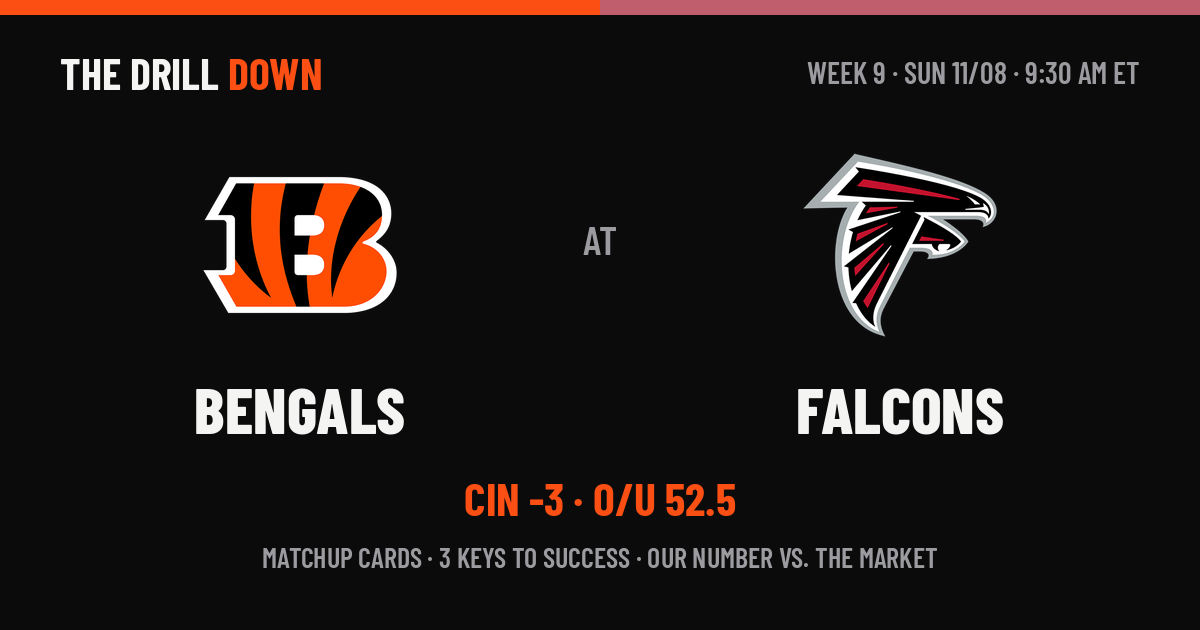 THE DRILL DOWN
WEEK 9 · SUN 11/08 · 9:30 AM ET
AT
BENGALS
FALCONS
CIN -3 · O/U 52.5
MATCHUP CARDS · 3 KEYS TO SUCCESS · OUR NUMBER VS. THE MARKET